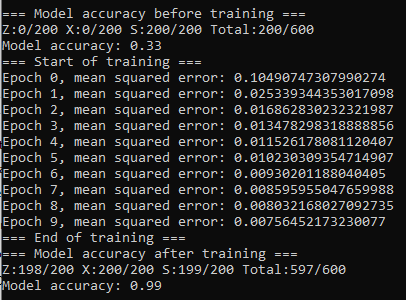 === Model accuracy before training ===
Z:0/200 X:0/200 S:200/200 Total:200/600
Model accuracy: 0.33
=== Start of training ===
Epoch 0, mean squared error: 0.10490747307990274
Epoch 1, mean squared error: 0.025339344353017098
Epoch 2, mean squared error: 0.016862830232321987
Epoch 3, mean squared error: 0.013478298318888856
Epoch 4, mean squared error: 0.011526178081120407
Epoch 5, mean squared error: 0.010230309354714907
Epoch 6, mean squared error: 0.00930201188040405
Epoch 7, mean squared error: 0.008595955047659988
Epoch 8, mean squared error: 0.008032168027092735
Epoch 9, mean squared error: 0.00756452173230077
=== End of training ===
=== Model accuracy after training ===
Z:198/200 X:200/200 S:199/200 Total:597/600
Model accuracy: 0.99